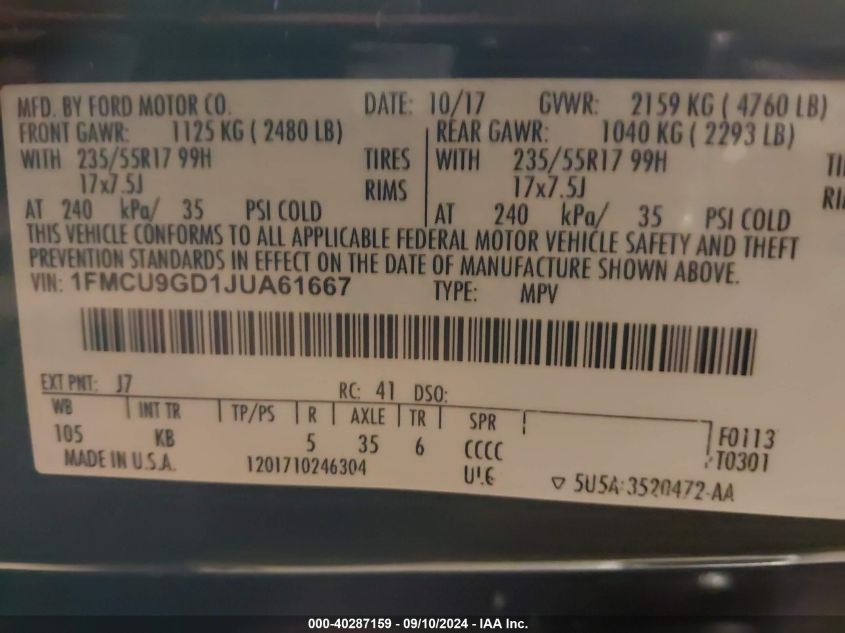 MFD. BY FORD MOTOR CO. DATE: 10/17 GVWR: 2159 KG ( 4760 LB)
FRONT GAWR: 1125 KG ( 2480 LB) REAR GAWR: 1040 KG ( 2293 LB)
WITH 235/55R17 99H TIRES WITH 235/55R17 99H
17x7.5J RIMS 17x7.5J
AT 240 kPa/ 35 PSI COLD AT 240 kPa/ 35 PSI COLD
THIS VEHICLE CONFORMS TO ALL APPLICABLE FEDERAL MOTOR VEHICLE SAFETY AND THEFT
PREVENTION STANDARDS IN EFFECT ON THE DATE OF MANUFACTURE SHOWN ABOVE.
VIN: 1FMCU9GD1JUA61667 TYPE: MPV
EXT PNT: J7 RC: 41 DSO:
WB INT TR TP/PS R AXLE TR SPR
105 KB 5 35 6 CCCC F0113
T0301
MADE IN U.S.A. 1201710246304
5U5A-3520472-AA
000-40287159 - 09/10/2024 - IAA Inc.